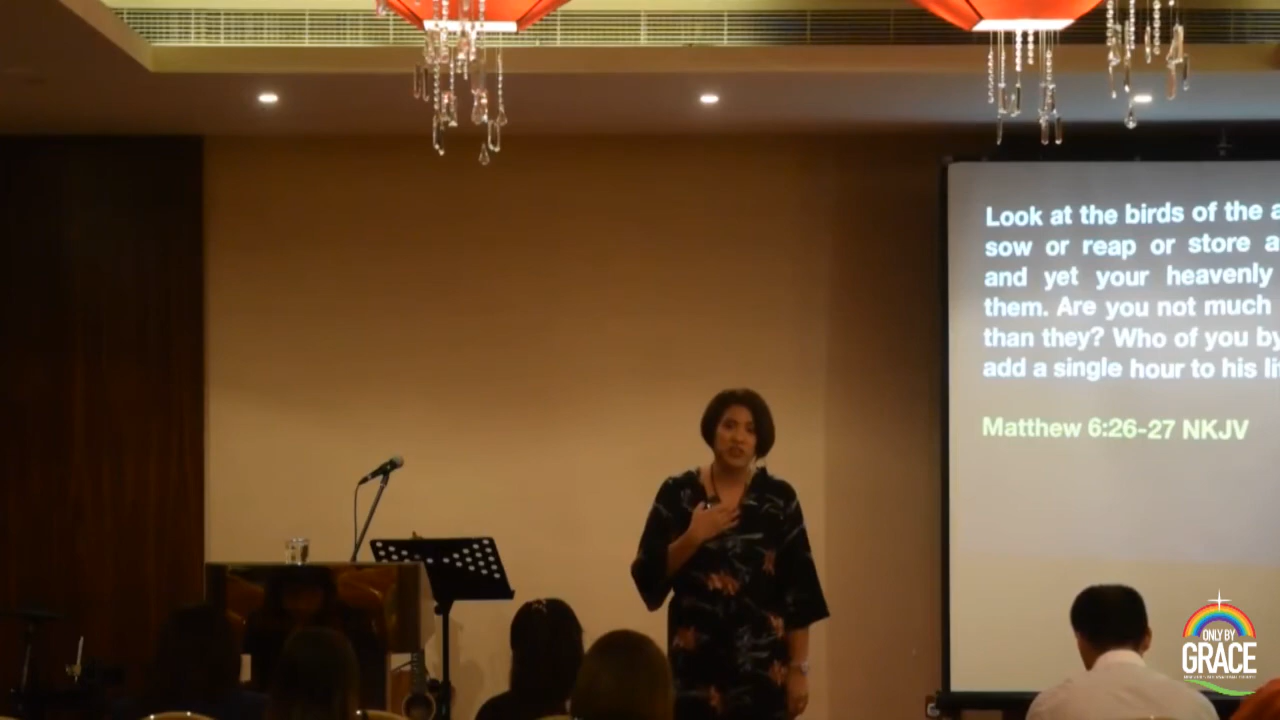 Look at the birds of the a
sow or reap or store a
and yet your heavenly
them. Are you not much
than they? Who of you by
add a single hour to his li
Matthew 6:26-27 NKJV
ONLY BY
GRACE